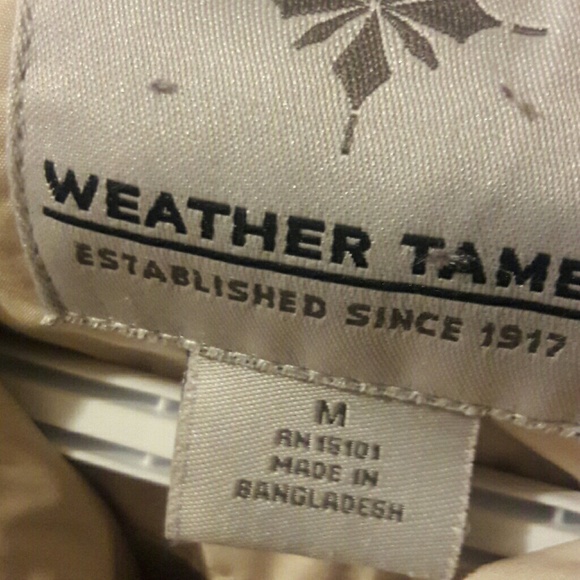 WEATHER TAME
ESTABLISHED SINCE 1917
M
RN 15101
MADE IN
BANGLADESH